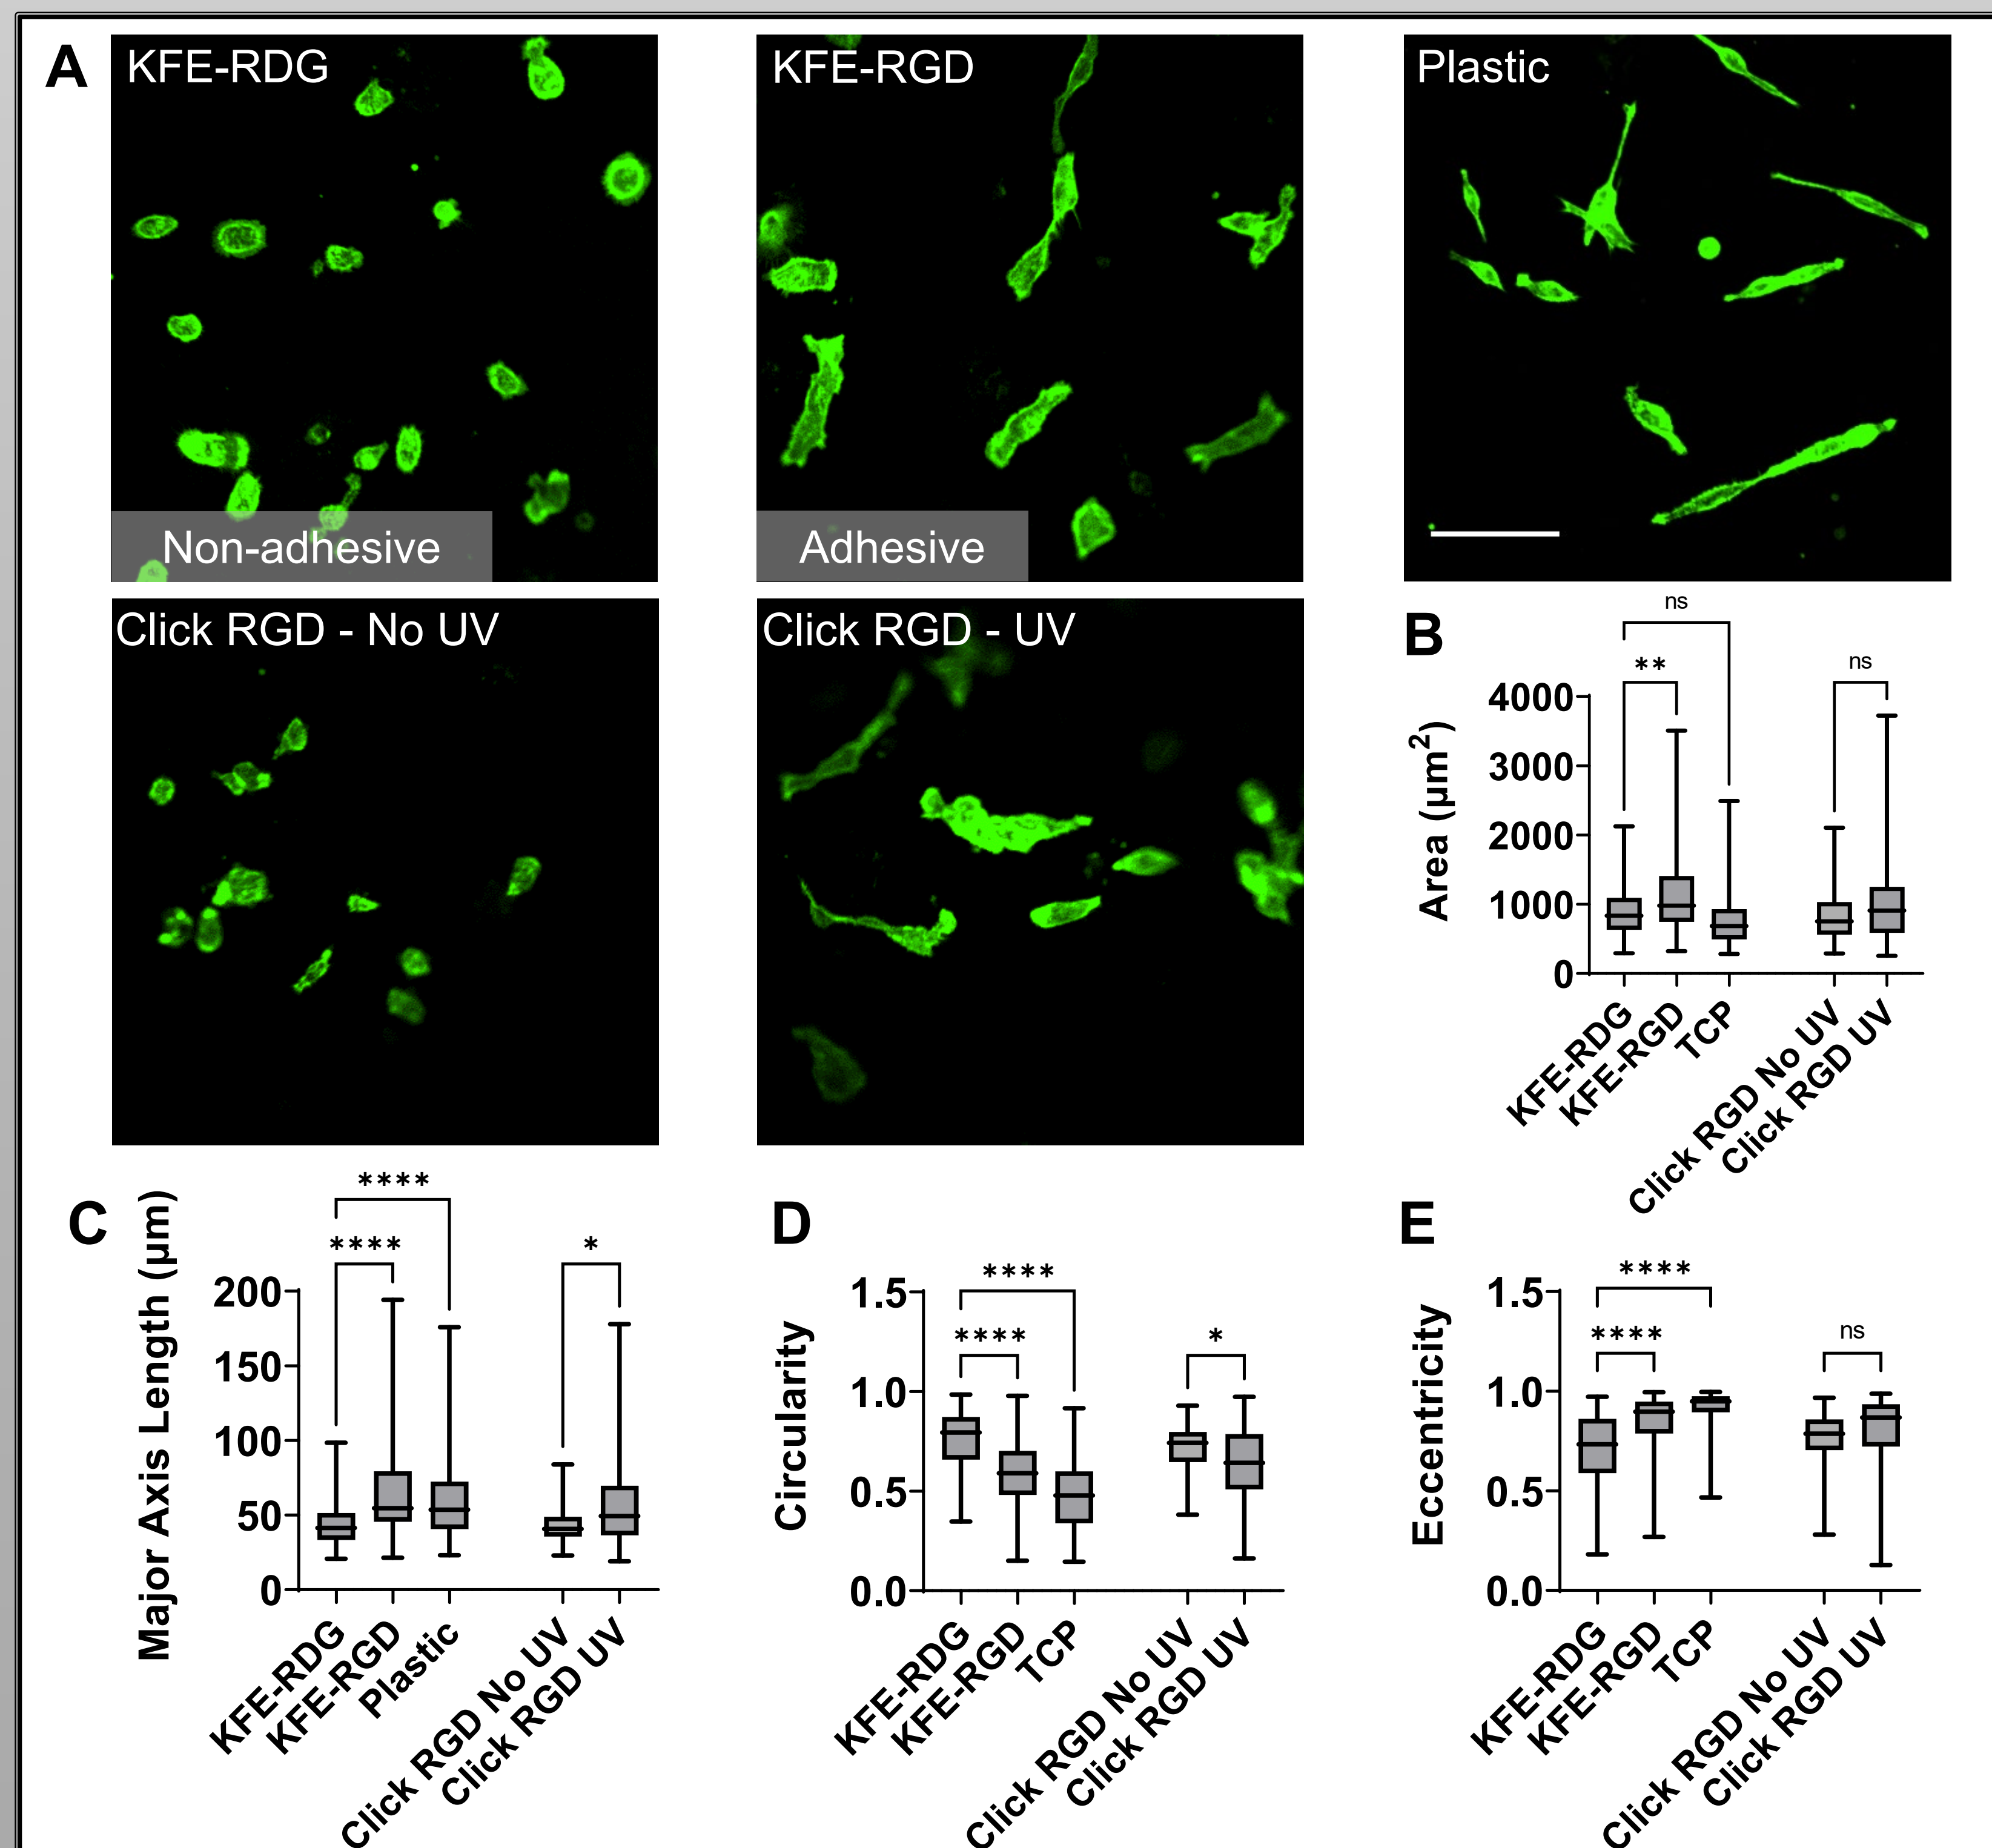 A
KFE-RDG
KFE-RGD
Plastic
Non-adhesive
Adhesive
Click RGD - No UV
Click RGD - UV
B
ns
**
ns
Area (µm²)
4000
3000
2000
1000
0
KFE-RDG
KFE-RGD
TCP
Click RGD No UV
Click RGD UV
C
****
****
*
Major Axis Length (µm)
200
150
100
50
0
KFE-RDG
KFE-RGD
Plastic
Click RGD No UV
Click RGD UV
D
****
****
*
Circularity
1.5
1.0
0.5
0.0
KFE-RDG
KFE-RGD
TCP
Click RGD No UV
Click RGD UV
E
****
****
ns
Eccentricity
1.5
1.0
0.5
0.0
KFE-RDG
KFE-RGD
TCP
Click RGD No UV
Click RGD UV